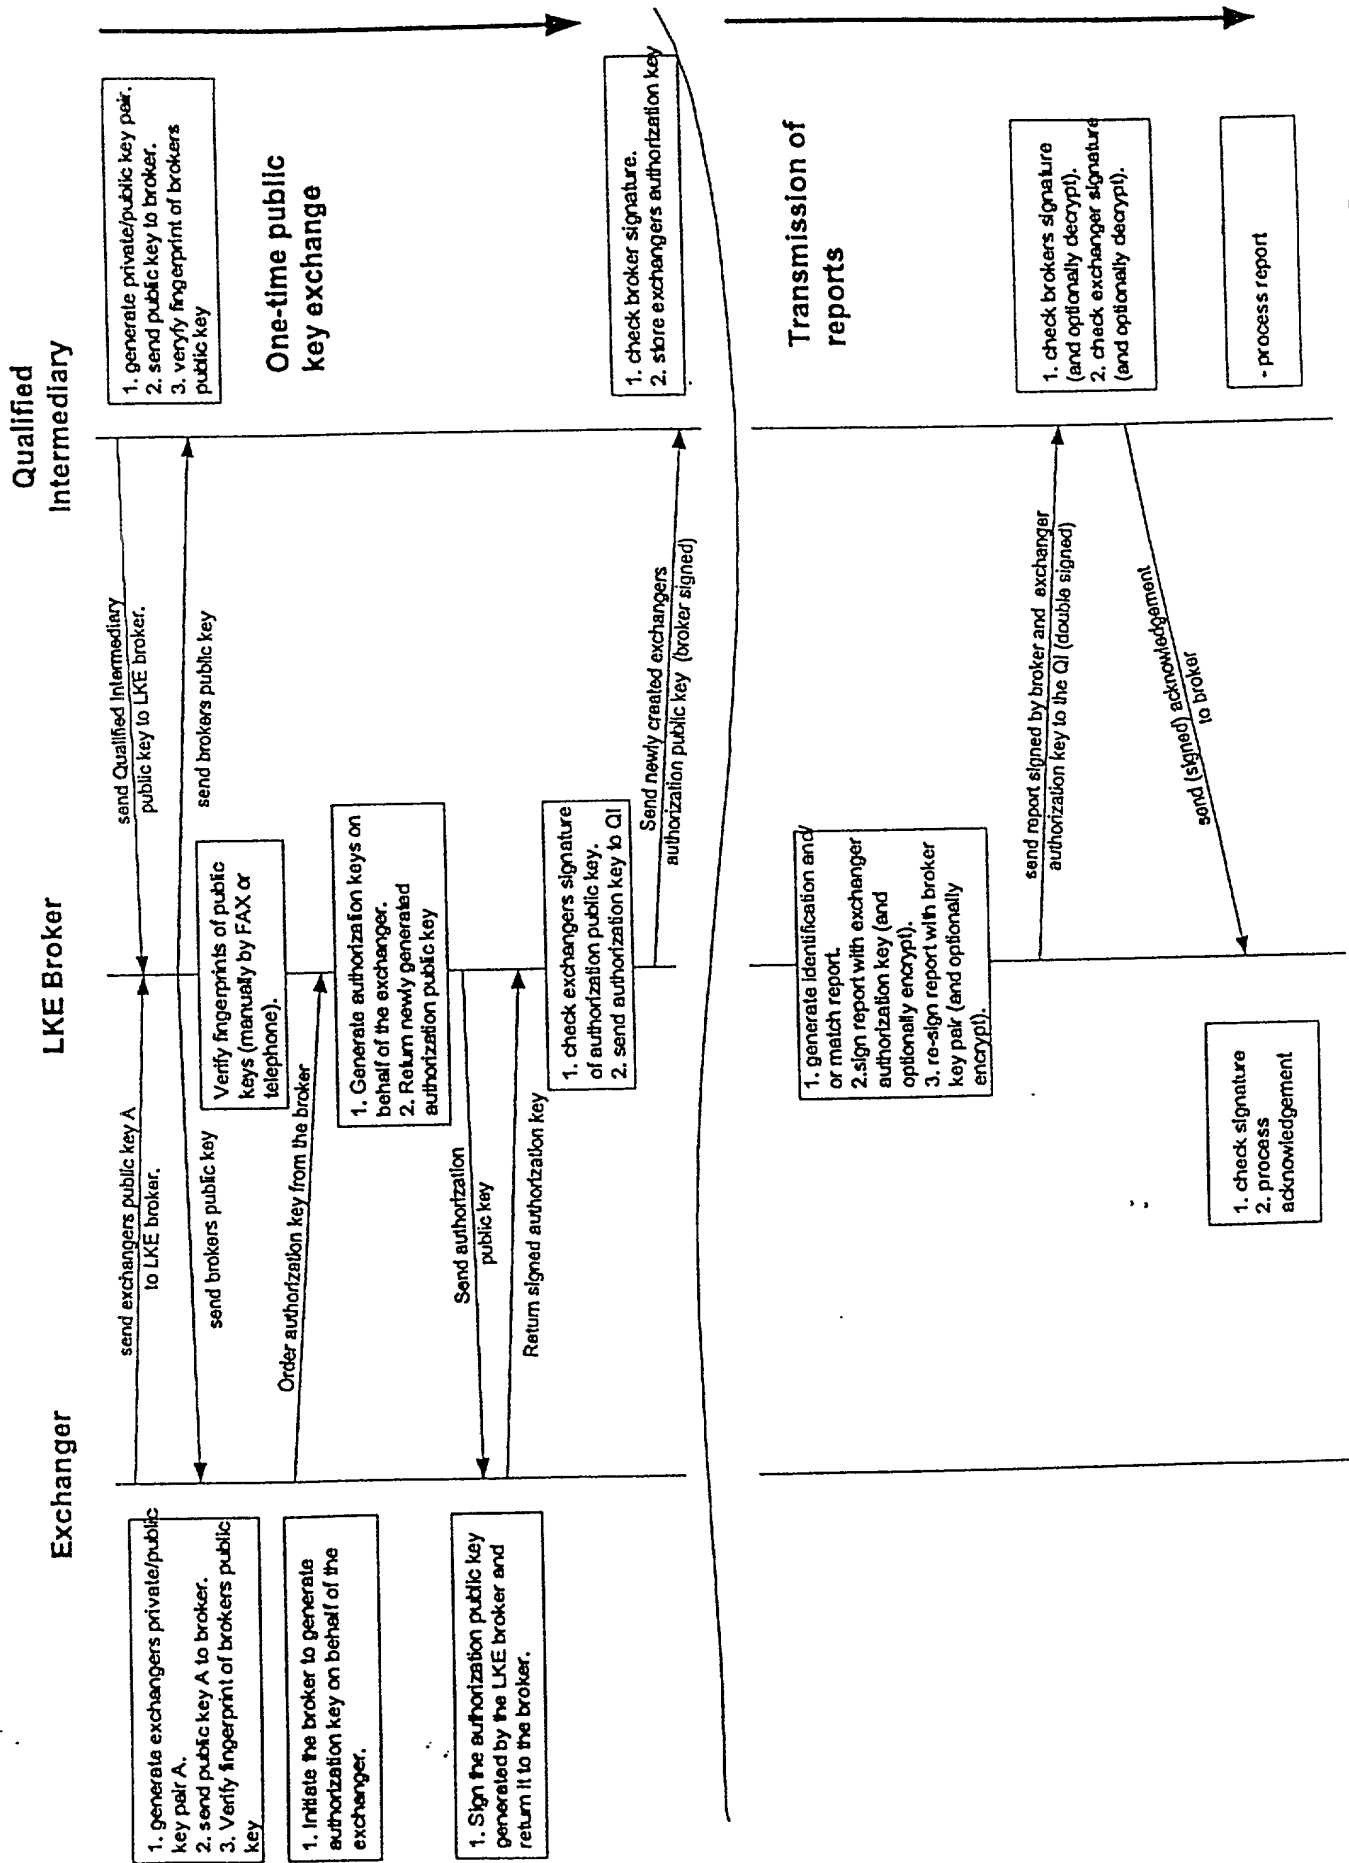 Exchanger
LKE Broker
Qualified
Intermediary
1. generate exchangers private/public
key pair A.
2. send public key A to broker.
3. Verify fingerprint of brokers public
key
send exchangers public key A
to LKE broker.
send Qualified Intermediary
public key to LKE broker.
1. generate private/public key pair.
2. send public key to broker.
3. veryfy fingerprint of brokers
public key
send brokers public key
send brokers public key
Verify fingerprints of public
keys (manually by FAX or
telephone).
One-time public
key exchange
1. Initiate the broker to generate
authorization key on behalf of the
exchanger.
Order authorization key from the broker
1. Generate authorization keys on
behalf of the exchanger.
2. Return newly generated
authorization public key
Send authorization
public key
1. Sign the authorization public key
generated by the LKE broker and
return it to the broker.
Return signed authorization key
1. check exchangers signature
of authorization public key.
2. send authorization key to QI
Send newly created exchangers
authorization public key (broker signed)
1. check broker signature.
2. store exchangers authorization key
Transmission of
reports
1. generate identification and/
or match report.
2.sign report with exchanger
authorization key (and
optionally encrypt).
3. re-sign report with broker
key pair (and optionally
encrypt).
send report signed by broker and exchanger
authorization key to the QI (double signed)
1. check brokers signature
(and optionally decrypt).
2. check exchanger signature
(and optionally decrypt).
send (signed) acknowledgement
to broker
1. check signature
2. process
acknowledgement
- process report